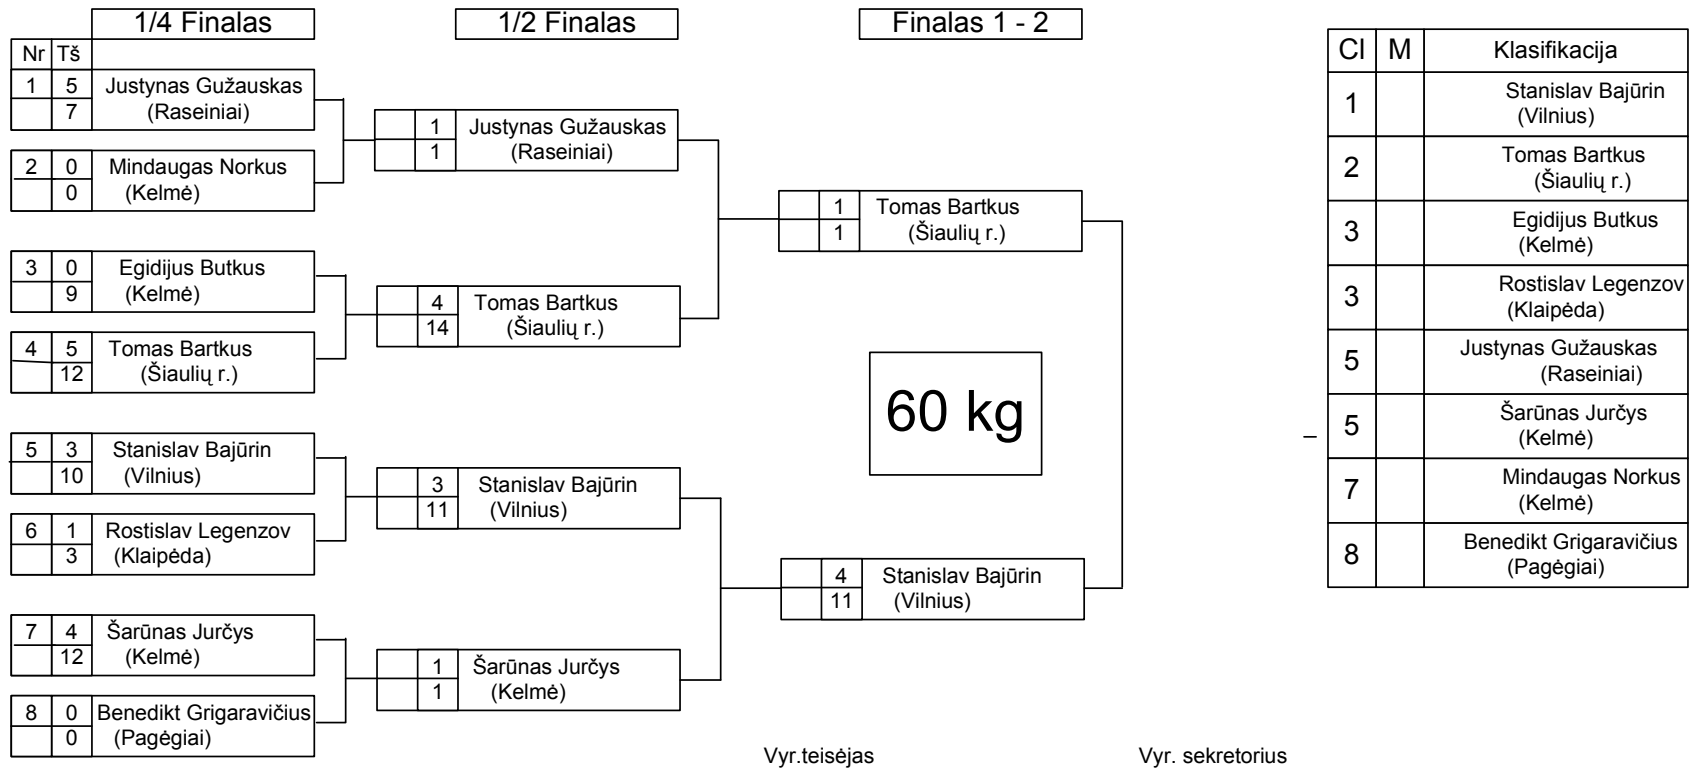 1/4 Finalas
1/2 Finalas
Finalas 1 - 2
Nr Tš
1 5 Justynas Gužauskas
7 (Raseiniai)
2 0 Mindaugas Norkus
0 (Kelmė)
3 0 Egidijus Butkus
9 (Kelmė)
4 5 Tomas Bartkus
12 (Šiaulių r.)
5 3 Stanislav Bajūrin
10 (Vilnius)
6 1 Rostislav Legenzov
3 (Klaipėda)
7 4 Šarūnas Jurčys
12 (Kelmė)
8 0 Benedikt Grigaravičius
0 (Pagėgiai)
1 Justynas Gužauskas
1 (Raseiniai)
4 Tomas Bartkus
14 (Šiaulių r.)
3 Stanislav Bajūrin
11 (Vilnius)
1 Šarūnas Jurčys
1 (Kelmė)
1 Tomas Bartkus
1 (Šiaulių r.)
60 kg
4 Stanislav Bajūrin
11 (Vilnius)
Cl M Klasifikacija
1 Stanislav Bajūrin
(Vilnius)
2 Tomas Bartkus
(Šiaulių r.)
3 Egidijus Butkus
(Kelmė)
3 Rostislav Legenzov
(Klaipėda)
5 Justynas Gužauskas
(Raseiniai)
5 Šarūnas Jurčys
(Kelmė)
7 Mindaugas Norkus
(Kelmė)
8 Benedikt Grigaravičius
(Pagėgiai)
Vyr.teisėjas
Vyr. sekretorius